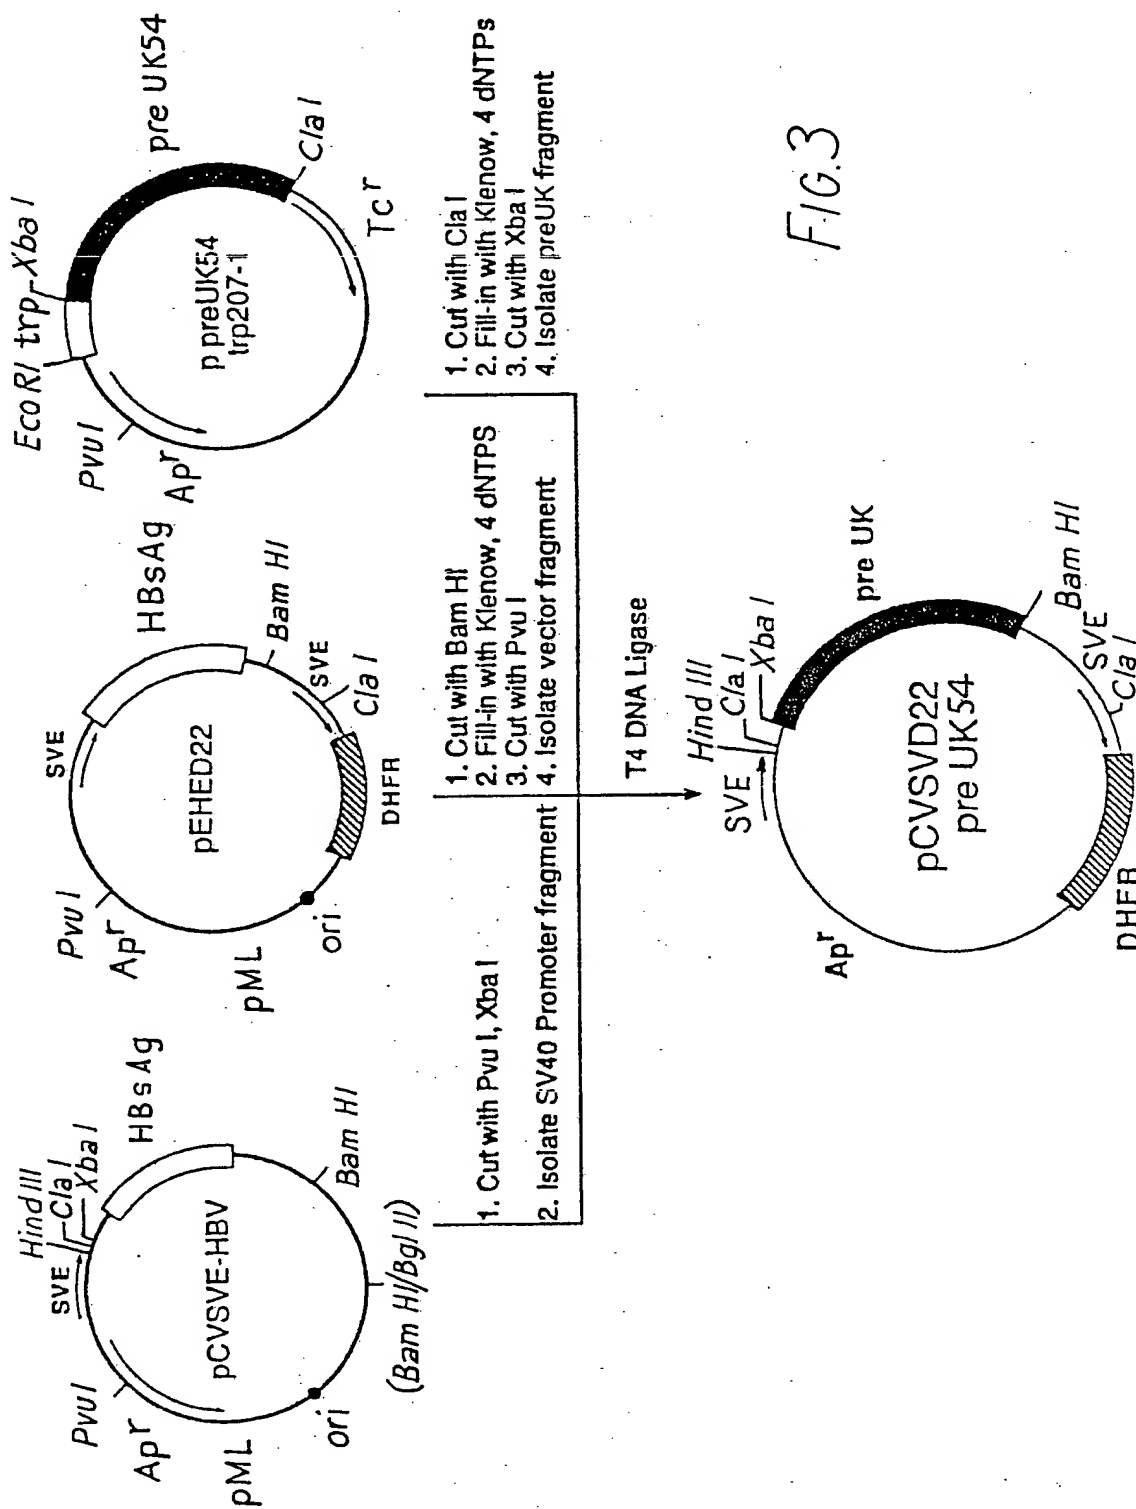 Hind III
Cla I
Xba I
SVE
PvuI
Apr
HBsAg
pCVSVE-HBV
pML
ori
Bam HI
(Bam HI/Bgl II)
SVE
Pvu I
Apr
HBsAg
pEHED22
Bam HI
pML
SVE
Cla I
ori
DHFR
EcoRI trp Xba I
Pvu I
pre UK54
Apr
p preUK54
trp207-1
Cla I
Tcr
1. Cut with Pvu I, Xba I
2. Isolate SV40 Promoter fragment
1. Cut with Bam HI
2. Fill-in with Klenow, 4 dNTPS
3. Cut with Pvu I
4. Isolate vector fragment
1. Cut with Cla I
2. Fill-in with Klenow, 4 dNTPs
3. Cut with Xba I
4. Isolate preUK fragment
T4 DNA Ligase
Hind III
Cla I
Xba I
SVE
pre UK
Apr
pCVSVD22
pre UK54
Bam HI
SVE
Cla I
DHFR
FIG.3